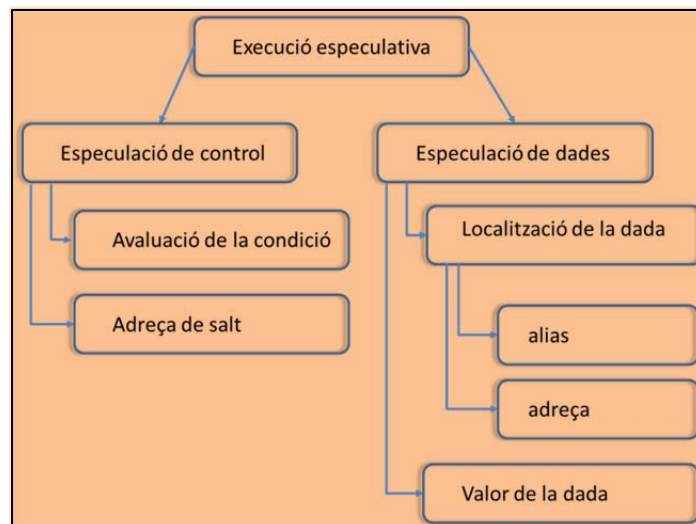 Execució especulativa
Especulació de control
Especulació de dades
Avaluació de la condició
Localització de la dada
Adreça de salt
alias
adreça
Valor de la dada